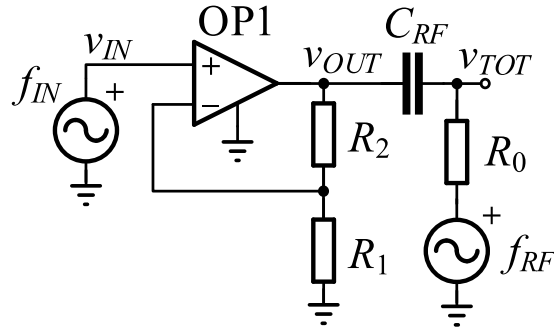 OP1
C_RF
v_IN
v_OUT
v_TOT
f_IN
+
+
−
R_2
R_0
+
R_1
f_RF